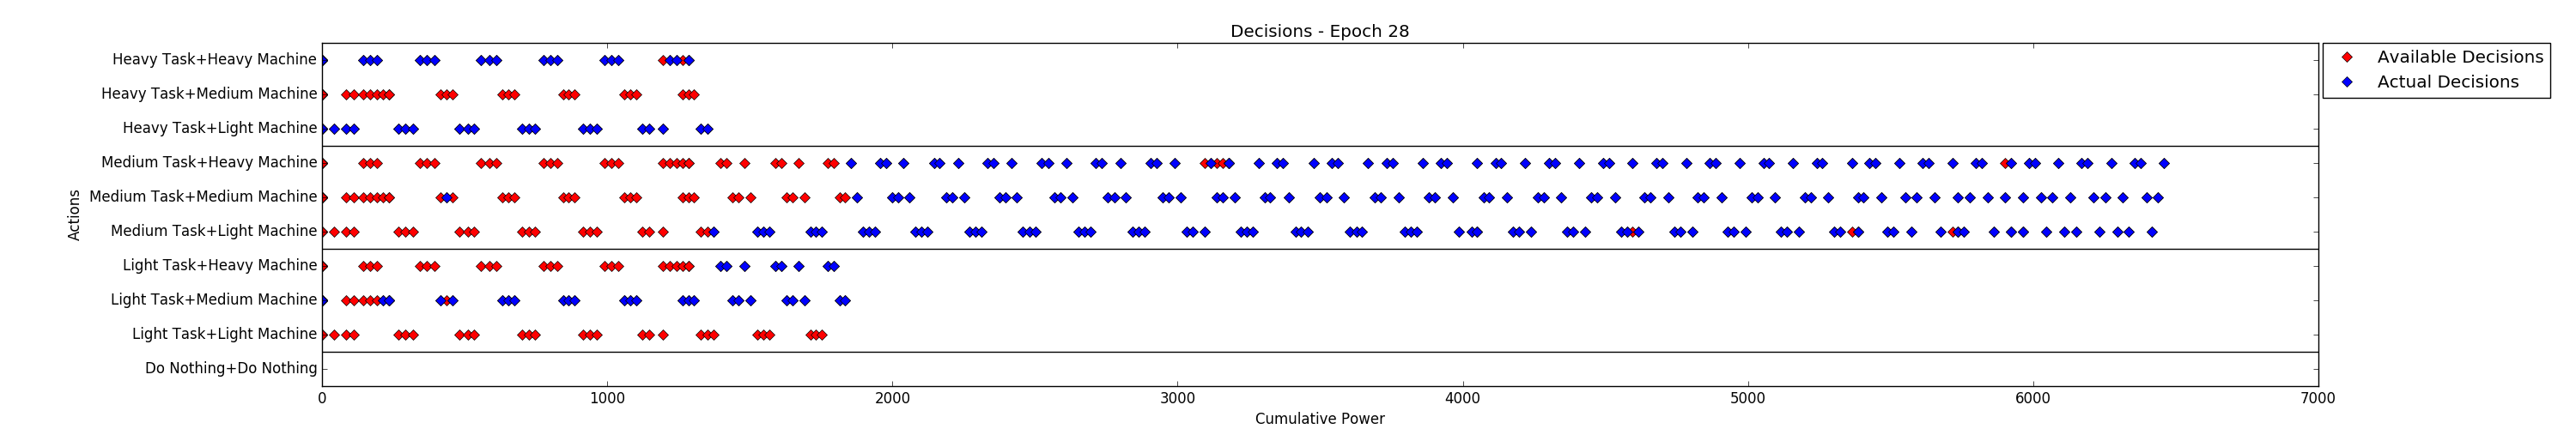 Decisions - Epoch 28
Heavy Task+Heavy Machine
Heavy Task+Medium Machine
Heavy Task+Light Machine
Medium Task+Heavy Machine
Medium Task+Medium Machine
Medium Task+Light Machine
Light Task+Heavy Machine
Light Task+Medium Machine
Light Task+Light Machine
Do Nothing+Do Nothing
Actions
0 1000 2000 3000 4000 5000 6000 7000
Cumulative Power
Available Decisions
Actual Decisions